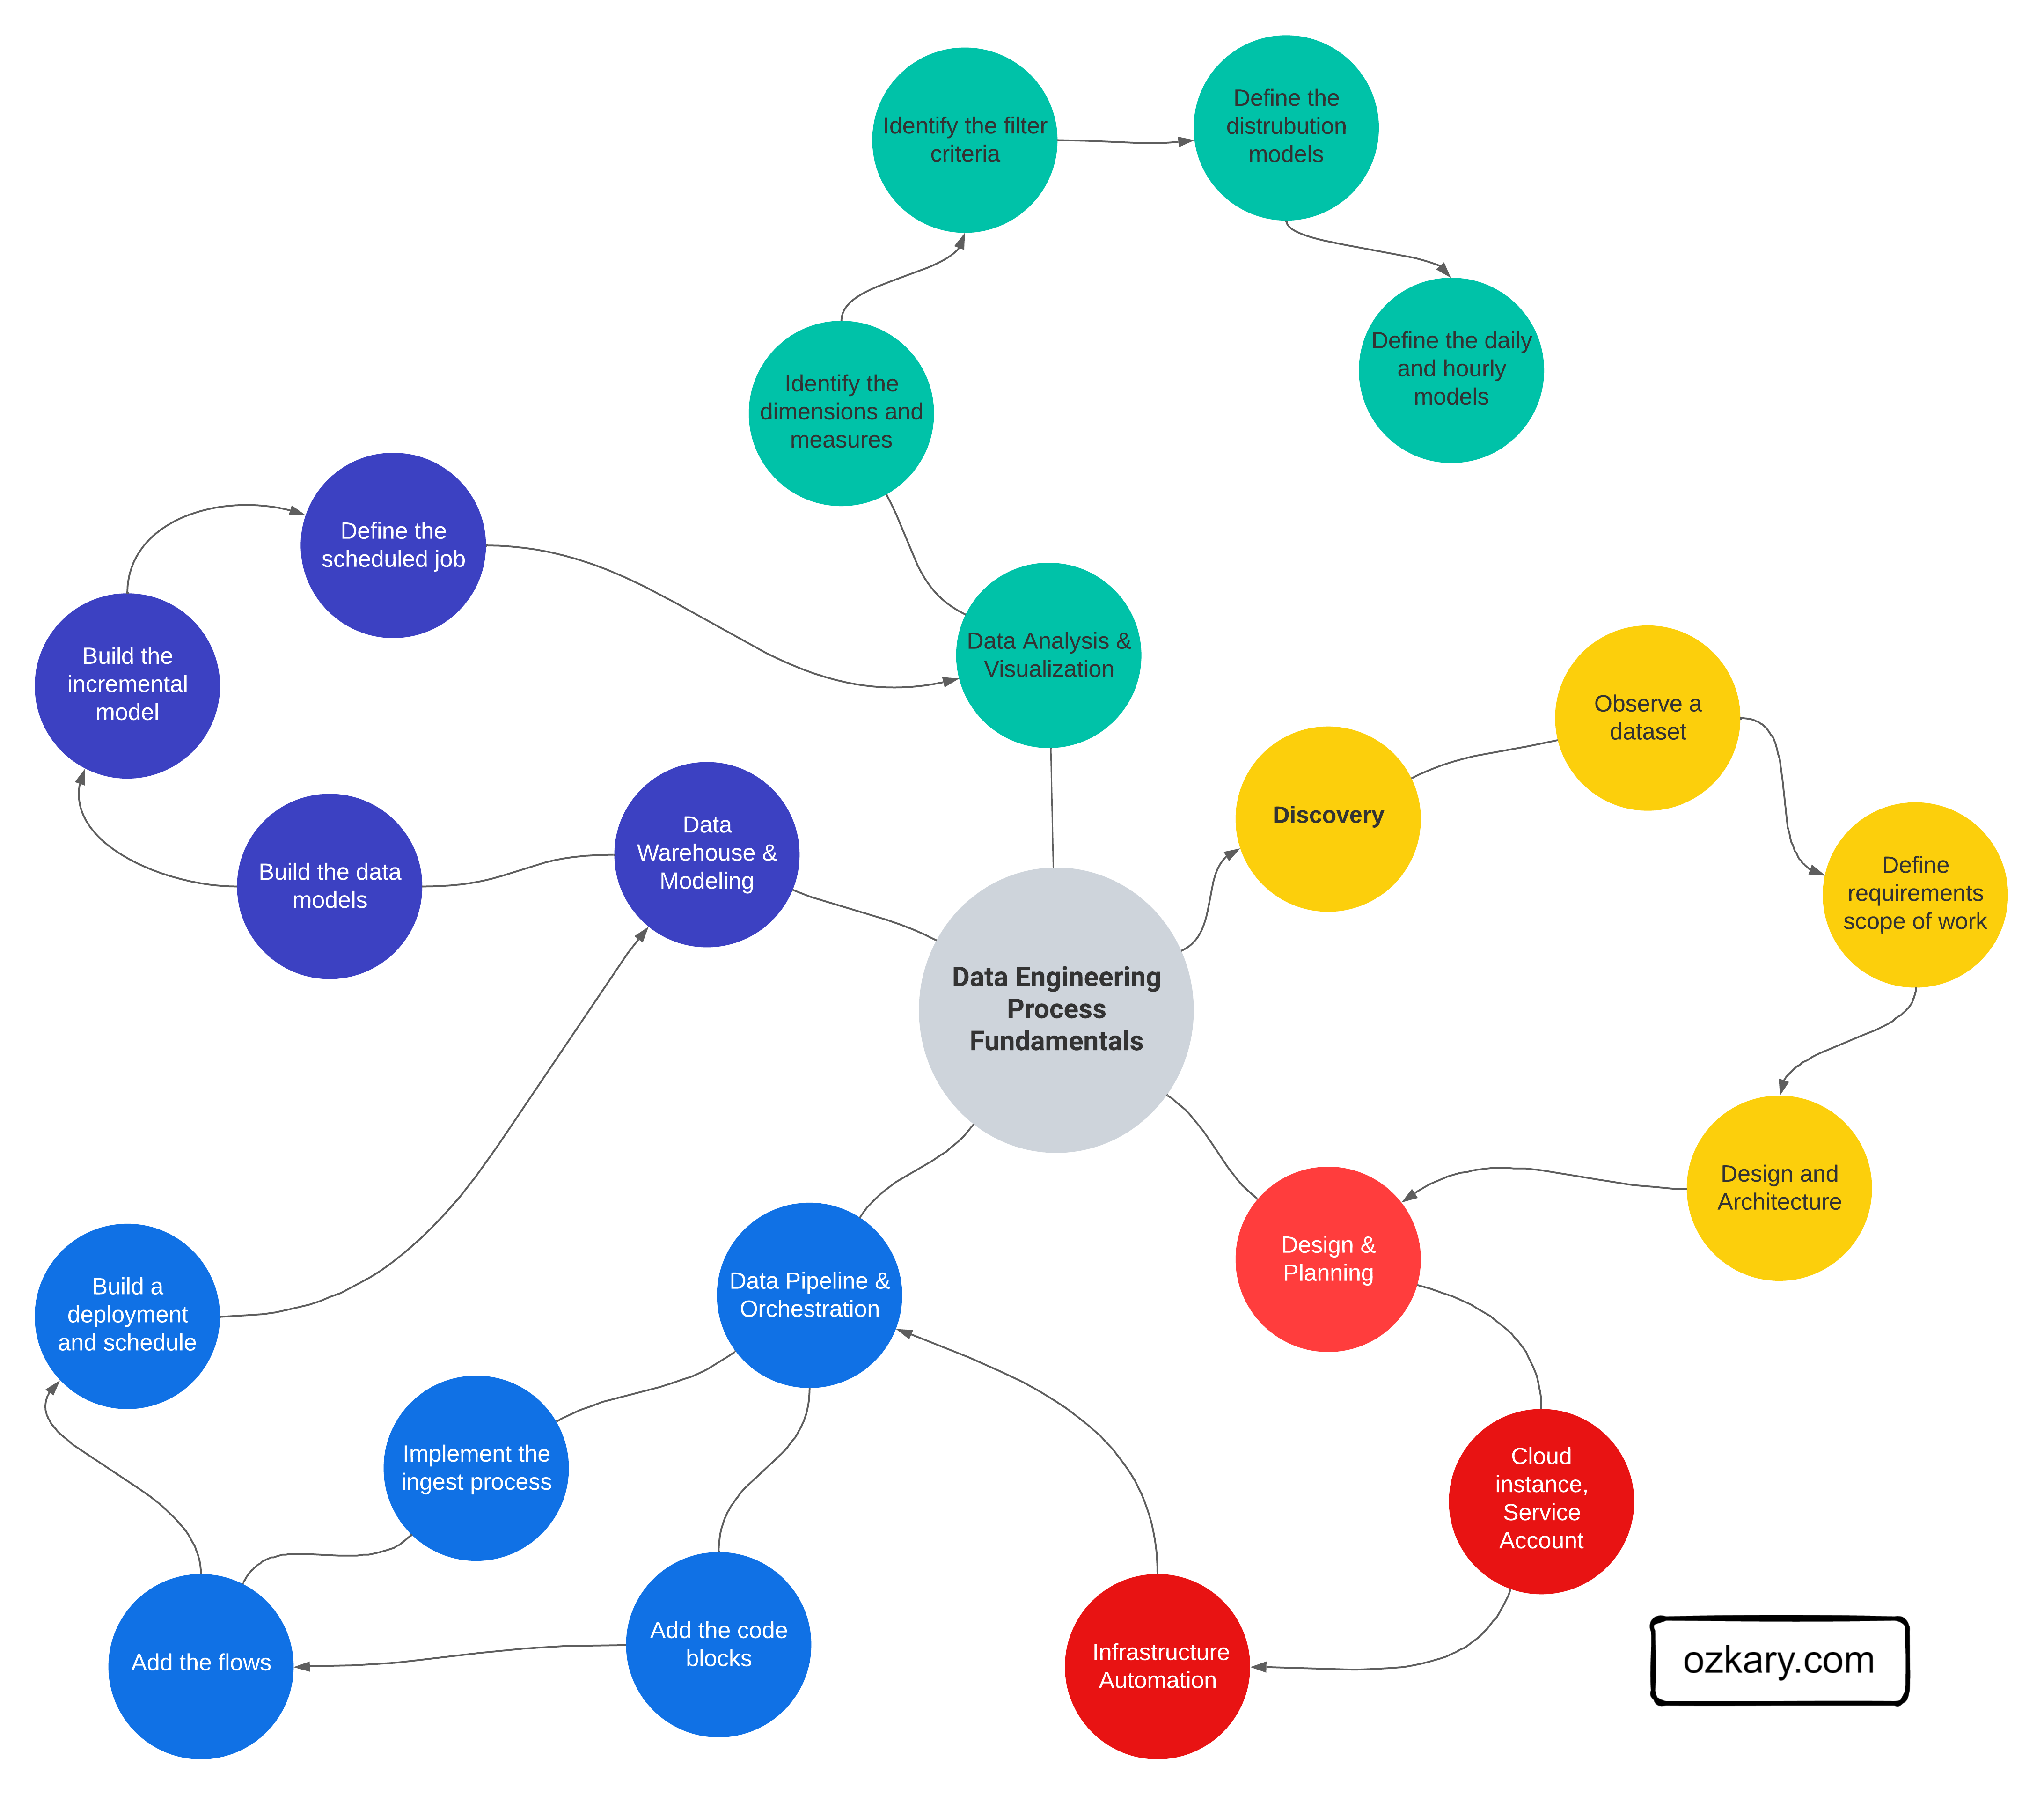 Identify the filter
criteria
Define the
distrubution
models
Define the daily
and hourly
models
Identify the
dimensions and
measures
Define the
scheduled job
Build the
incremental
model
Build the data
models
Data
Warehouse &
Modeling
Data Analysis &
Visualization
Discovery
Observe a
dataset
Define
requirements
scope of work
Design and
Architecture
Data Engineering
Process
Fundamentals
Design &
Planning
Cloud
instance,
Service
Account
Infrastructure
Automation
Data Pipeline &
Orchestration
Implement the
ingest process
Add the code
blocks
Add the flows
Build a
deployment
and schedule
ozkary.com